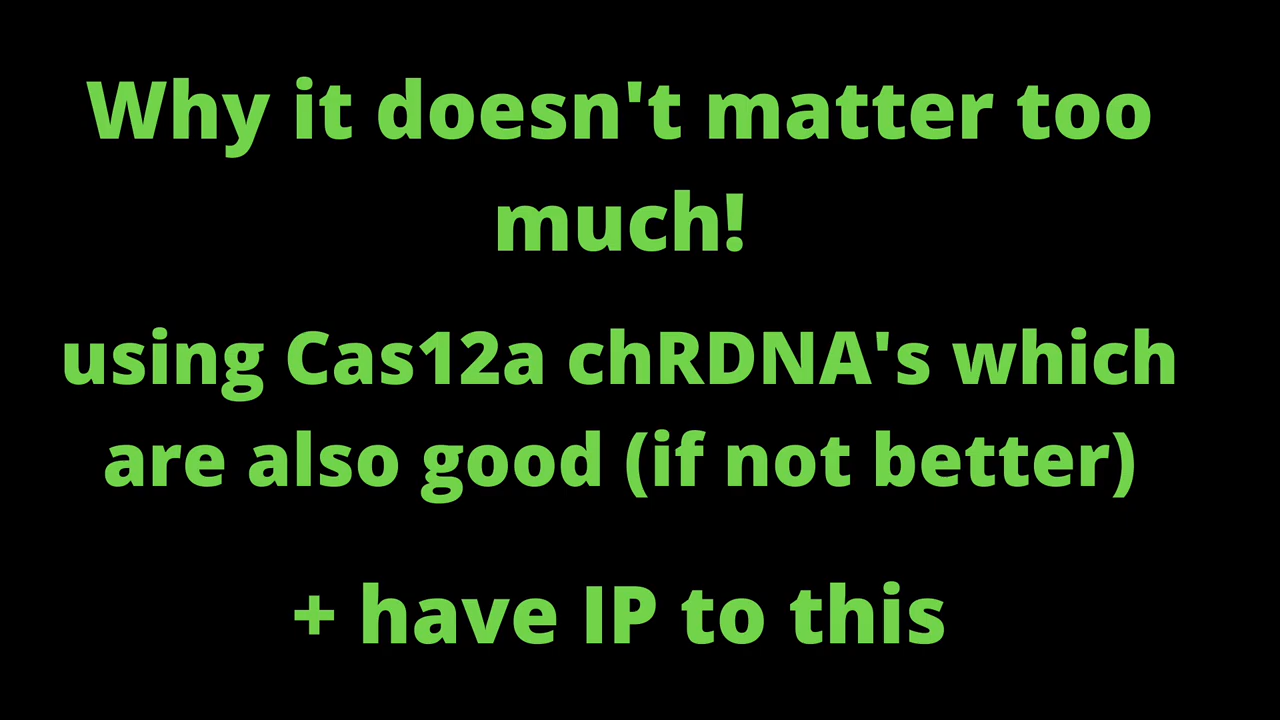 Why it doesn't matter too
much!
using Cas12a chRDNA's which
are also good (if not better)
+ have IP to this